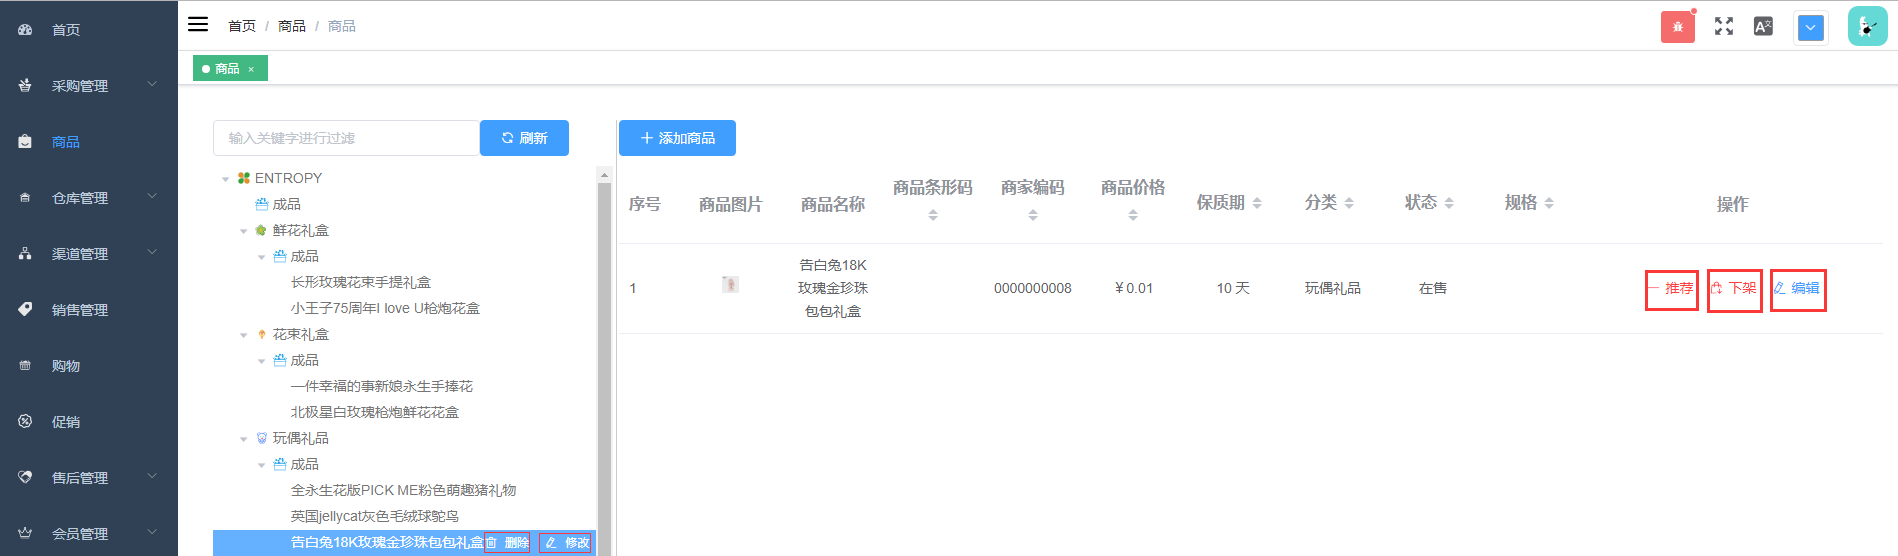 首页
采购管理
商品
仓库管理
渠道管理
销售管理
购物
促销
售后管理
会员管理
首页 / 商品 / 商品
商品 ×
输入关键字进行过滤
刷新
ENTROPY
成品
鲜花礼盒
成品
长形玫瑰花束手提礼盒
小王子75周年I love U枪炮花盒
花束礼盒
成品
一件幸福的事新娘永生手捧花
北极星白玫瑰枪炮鲜花花盒
玩偶礼品
成品
全永生花版PICK ME粉色萌趣猪礼物
英国jellycat灰色毛绒球鸵鸟
告白兔18K玫瑰金珍珠包包礼盒 删除 修改
添加商品
序号 商品图片 商品名称 商品条形码 商家编码 商品价格 保质期 分类 状态 规格 操作
1 告白兔18K
玫瑰金珍珠
包包礼盒
0000000008 ￥0.01 10 天 玩偶礼品 在售 推荐 下架 编辑